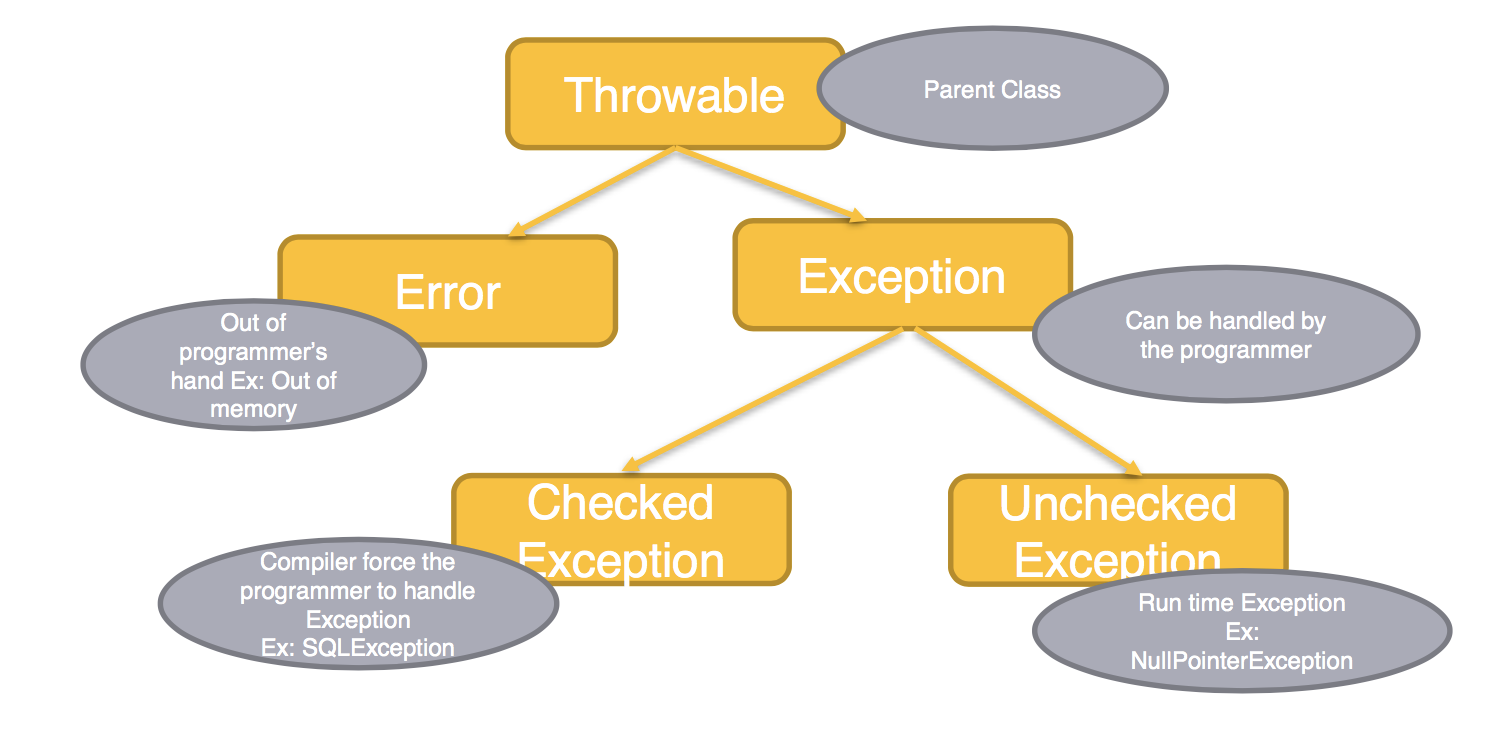 Throwable
Parent Class
Error
Exception
Out of
programmer’s
hand Ex: Out of
memory
Can be handled by
the programmer
Checked
Exception
Unchecked
Exception
Compiler force the
programmer to handle
Exception
Ex: SQLException
Run time Exception
Ex:
NullPointerException